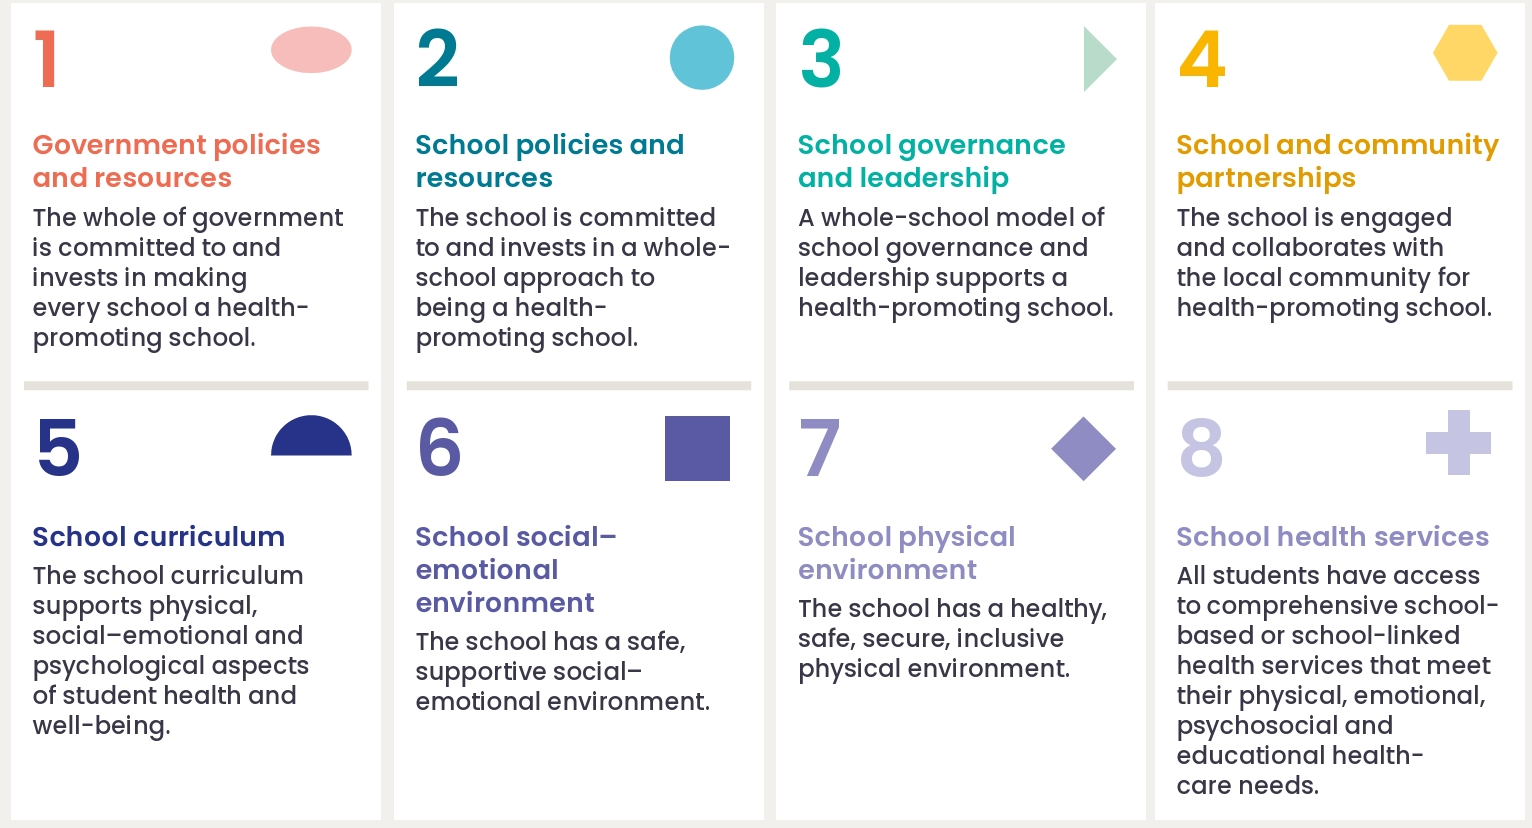 1
Government policies
and resources
The whole of government
is committed to and
invests in making
every school a health-
promoting school.
2
School policies and
resources
The school is committed
to and invests in a whole-
school approach to
being a health-
promoting school.
3
School governance
and leadership
A whole-school model of
school governance and
leadership supports a
health-promoting school.
4
School and community
partnerships
The school is engaged
and collaborates with
the local community for
health-promoting school.
5
School curriculum
The school curriculum
supports physical,
social–emotional and
psychological aspects
of student health and
well-being.
6
School social–
emotional
environment
The school has a safe,
supportive social–
emotional environment.
7
School physical
environment
The school has a healthy,
safe, secure, inclusive
physical environment.
8
School health services
All students have access
to comprehensive school-
based or school-linked
health services that meet
their physical, emotional,
psychosocial and
educational health-
care needs.